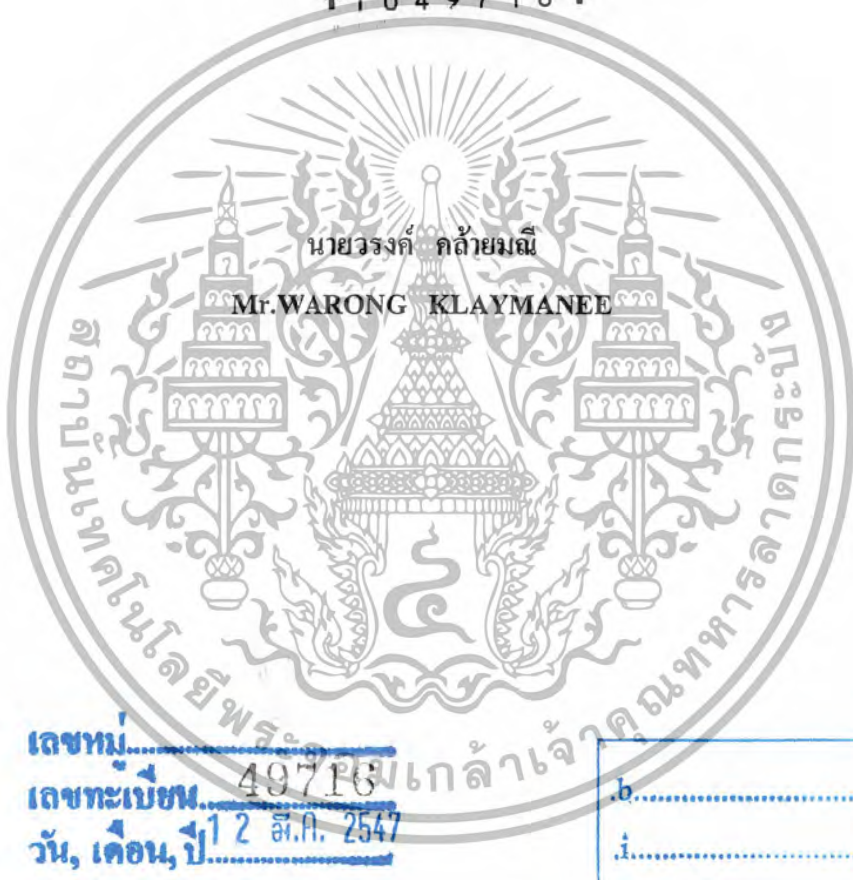 นายวรงค์ คล้ายมณี
Mr.WARONG KLAYMANEE
สถาบันเทคโนโลยีพระจอมเกล้าเจ้าคุณทหารลาดกระบัง
เลขหมู่
เลขทะเบียน 49716
วัน, เดือน, ปี 12 มี.ค. 2547
.b
.i